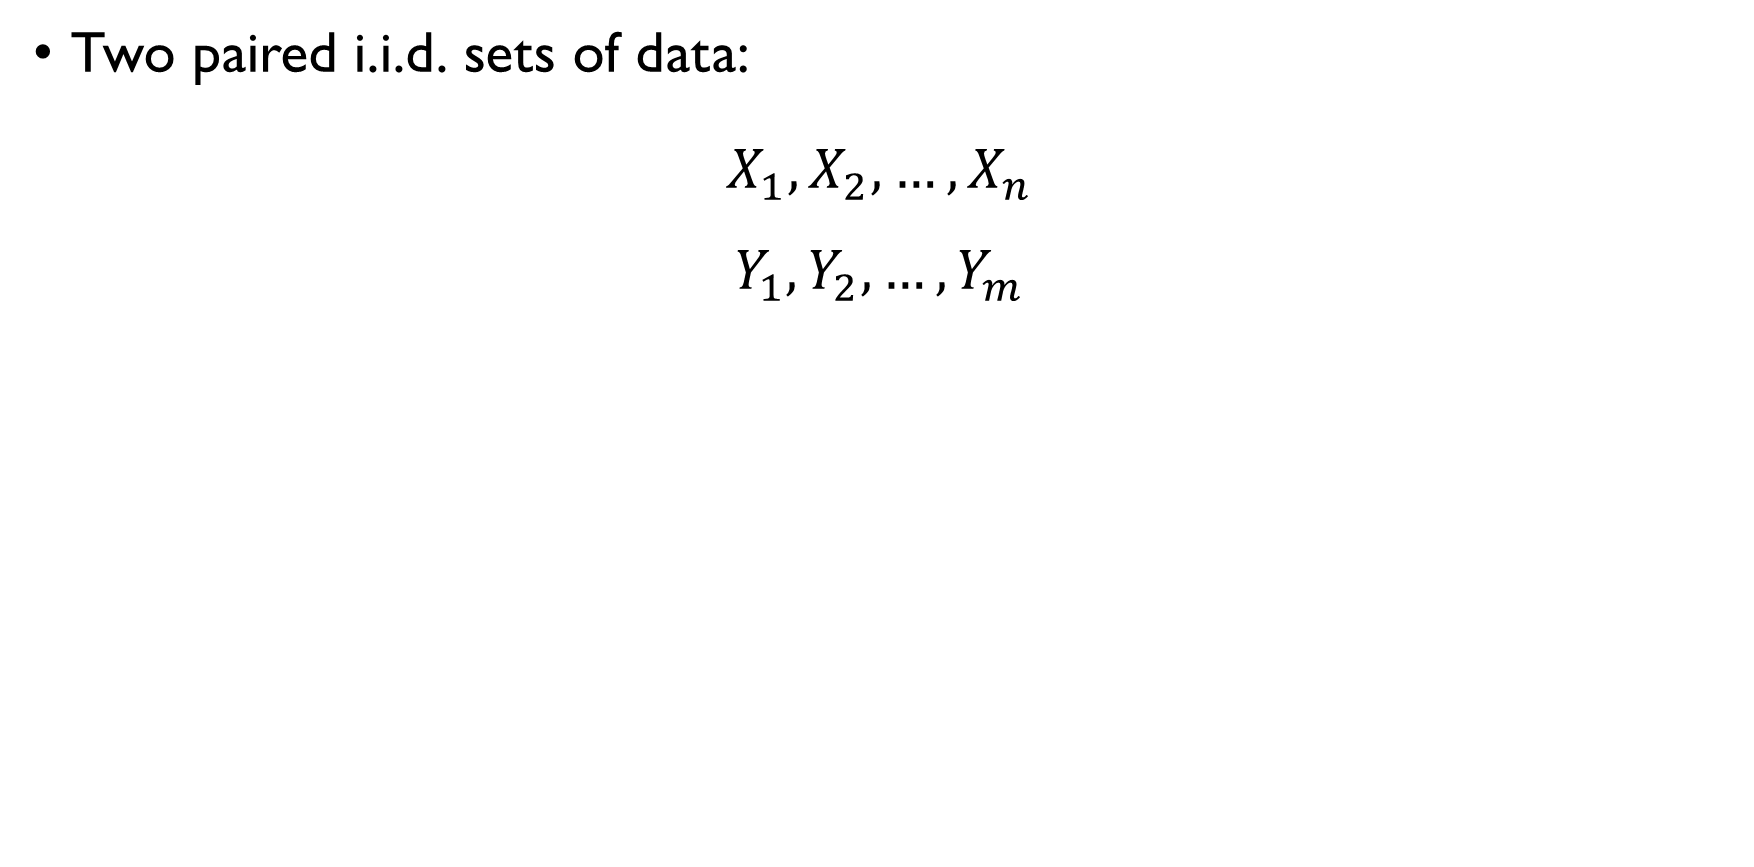 • Two paired i.i.d. sets of data:
X₁, X₂, … , Xₙ
Y₁, Y₂, … , Yₘ